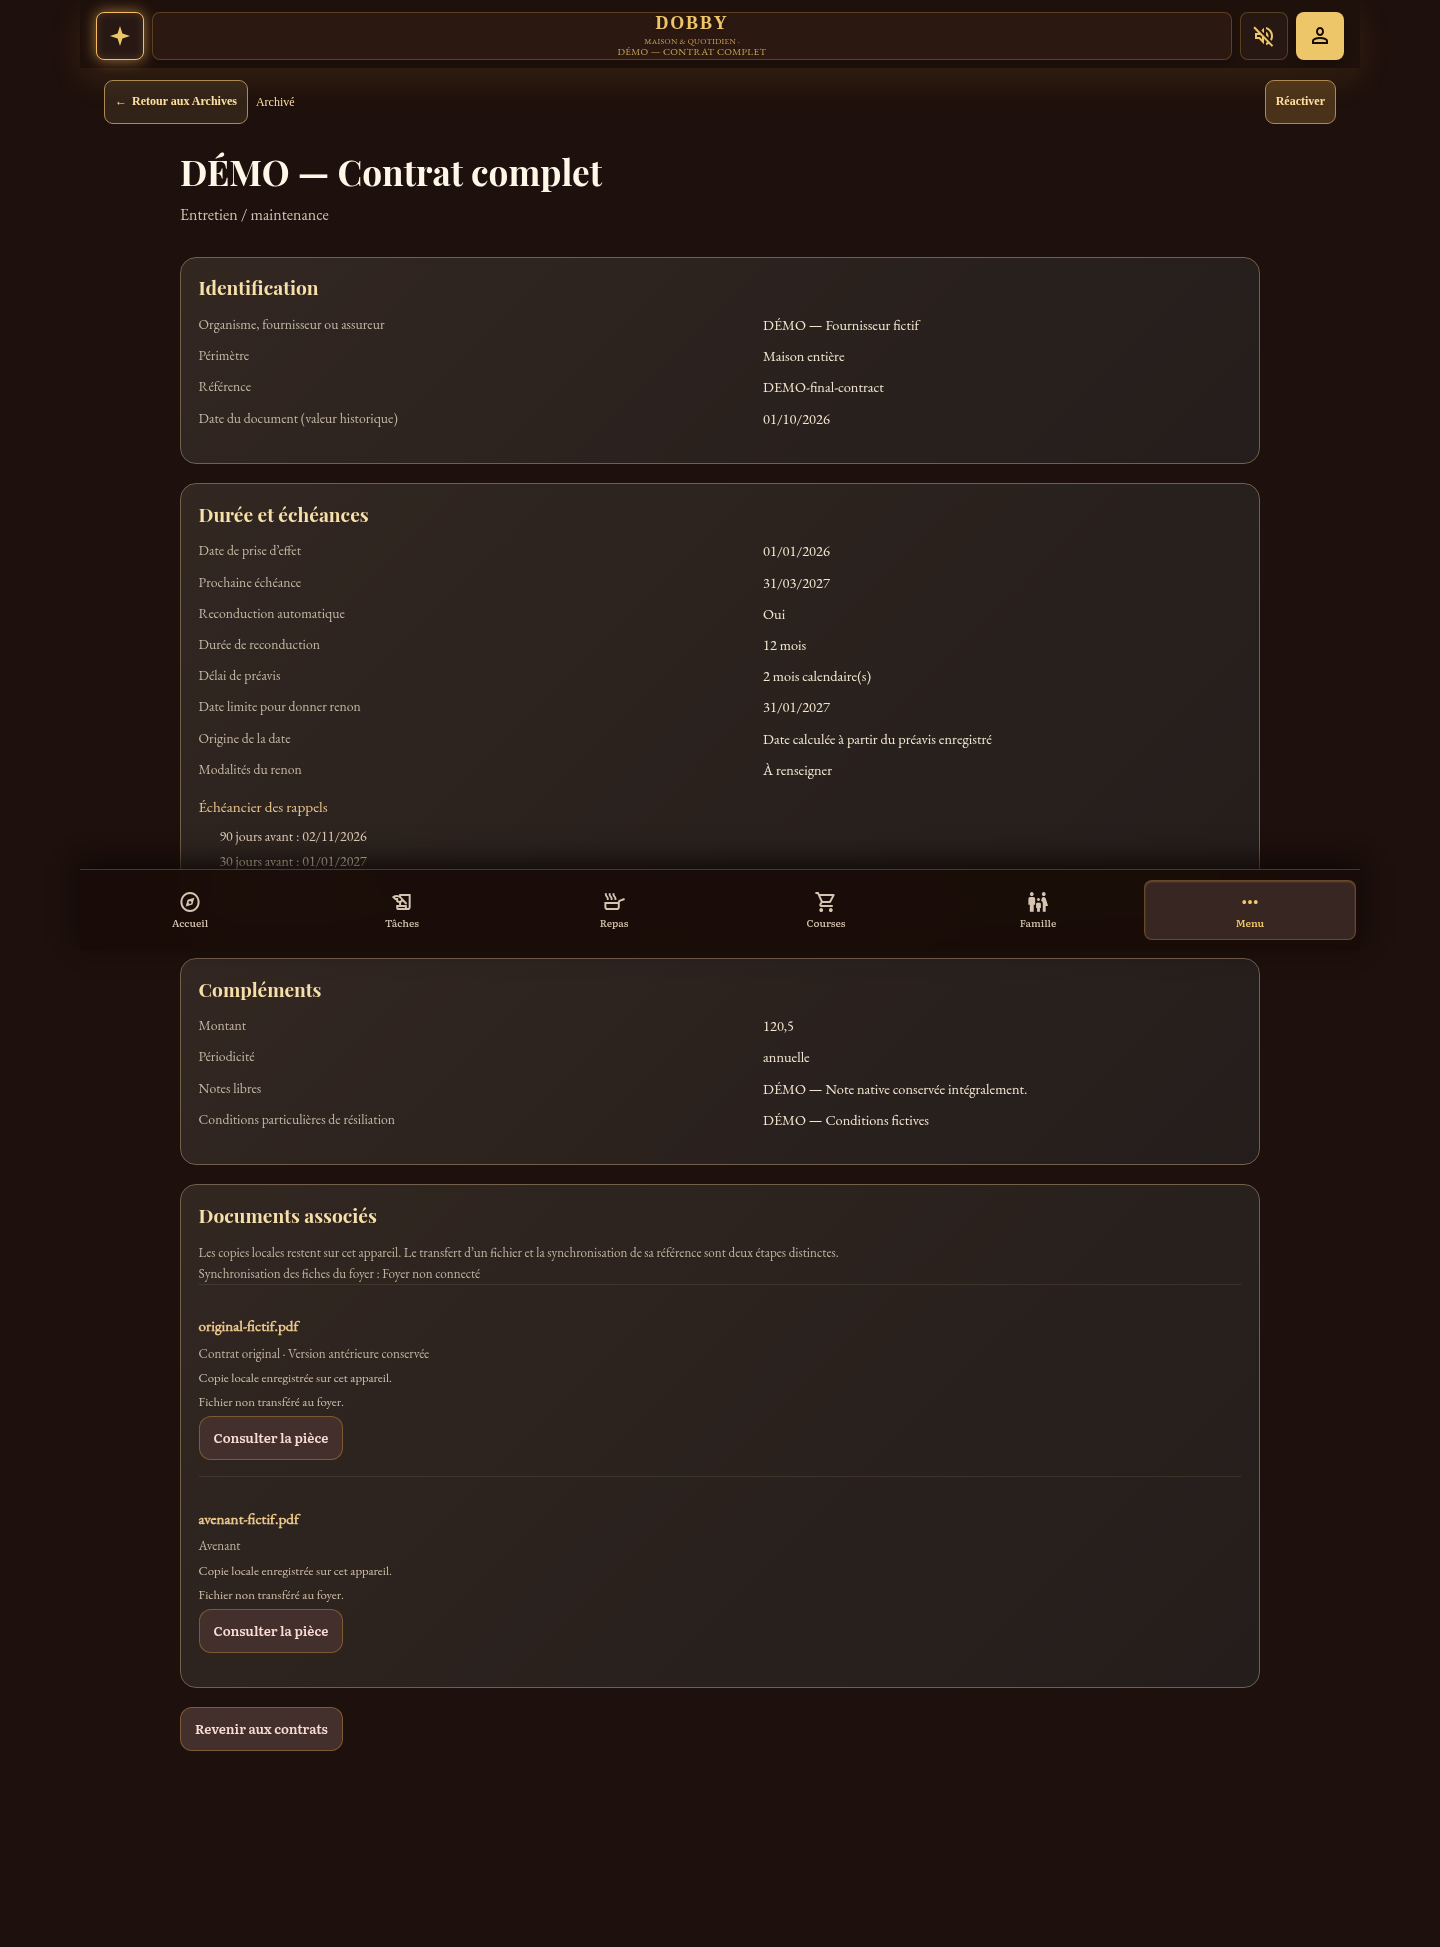 DOBBY
MAISON & QUOTIDIEN ·
DÉMO — CONTRAT COMPLET
← Retour aux Archives
Archivé
Réactiver
DÉMO — Contrat complet
Entretien / maintenance
Identification
Organisme, fournisseur ou assureur DÉMO — Fournisseur fictif
Périmètre Maison entière
Référence DEMO-final-contract
Date du document (valeur historique) 01/10/2026
Durée et échéances
Date de prise d’effet 01/01/2026
Prochaine échéance 31/03/2027
Reconduction automatique Oui
Durée de reconduction 12 mois
Délai de préavis 2 mois calendaire(s)
Date limite pour donner renon 31/01/2027
Origine de la date Date calculée à partir du préavis enregistré
Modalités du renon À renseigner
Échéancier des rappels
90 jours avant : 02/11/2026
30 jours avant : 01/01/2027
Accueil
Tâches
Repas
Courses
Famille
Menu
Compléments
Montant 120,5
Périodicité annuelle
Notes libres DÉMO — Note native conservée intégralement.
Conditions particulières de résiliation DÉMO — Conditions fictives
Documents associés
Les copies locales restent sur cet appareil. Le transfert d’un fichier et la synchronisation de sa référence sont deux étapes distinctes.
Synchronisation des fiches du foyer : Foyer non connecté
original-fictif.pdf
Contrat original · Version antérieure conservée
Copie locale enregistrée sur cet appareil.
Fichier non transféré au foyer.
Consulter la pièce
avenant-fictif.pdf
Avenant
Copie locale enregistrée sur cet appareil.
Fichier non transféré au foyer.
Consulter la pièce
Revenir aux contrats